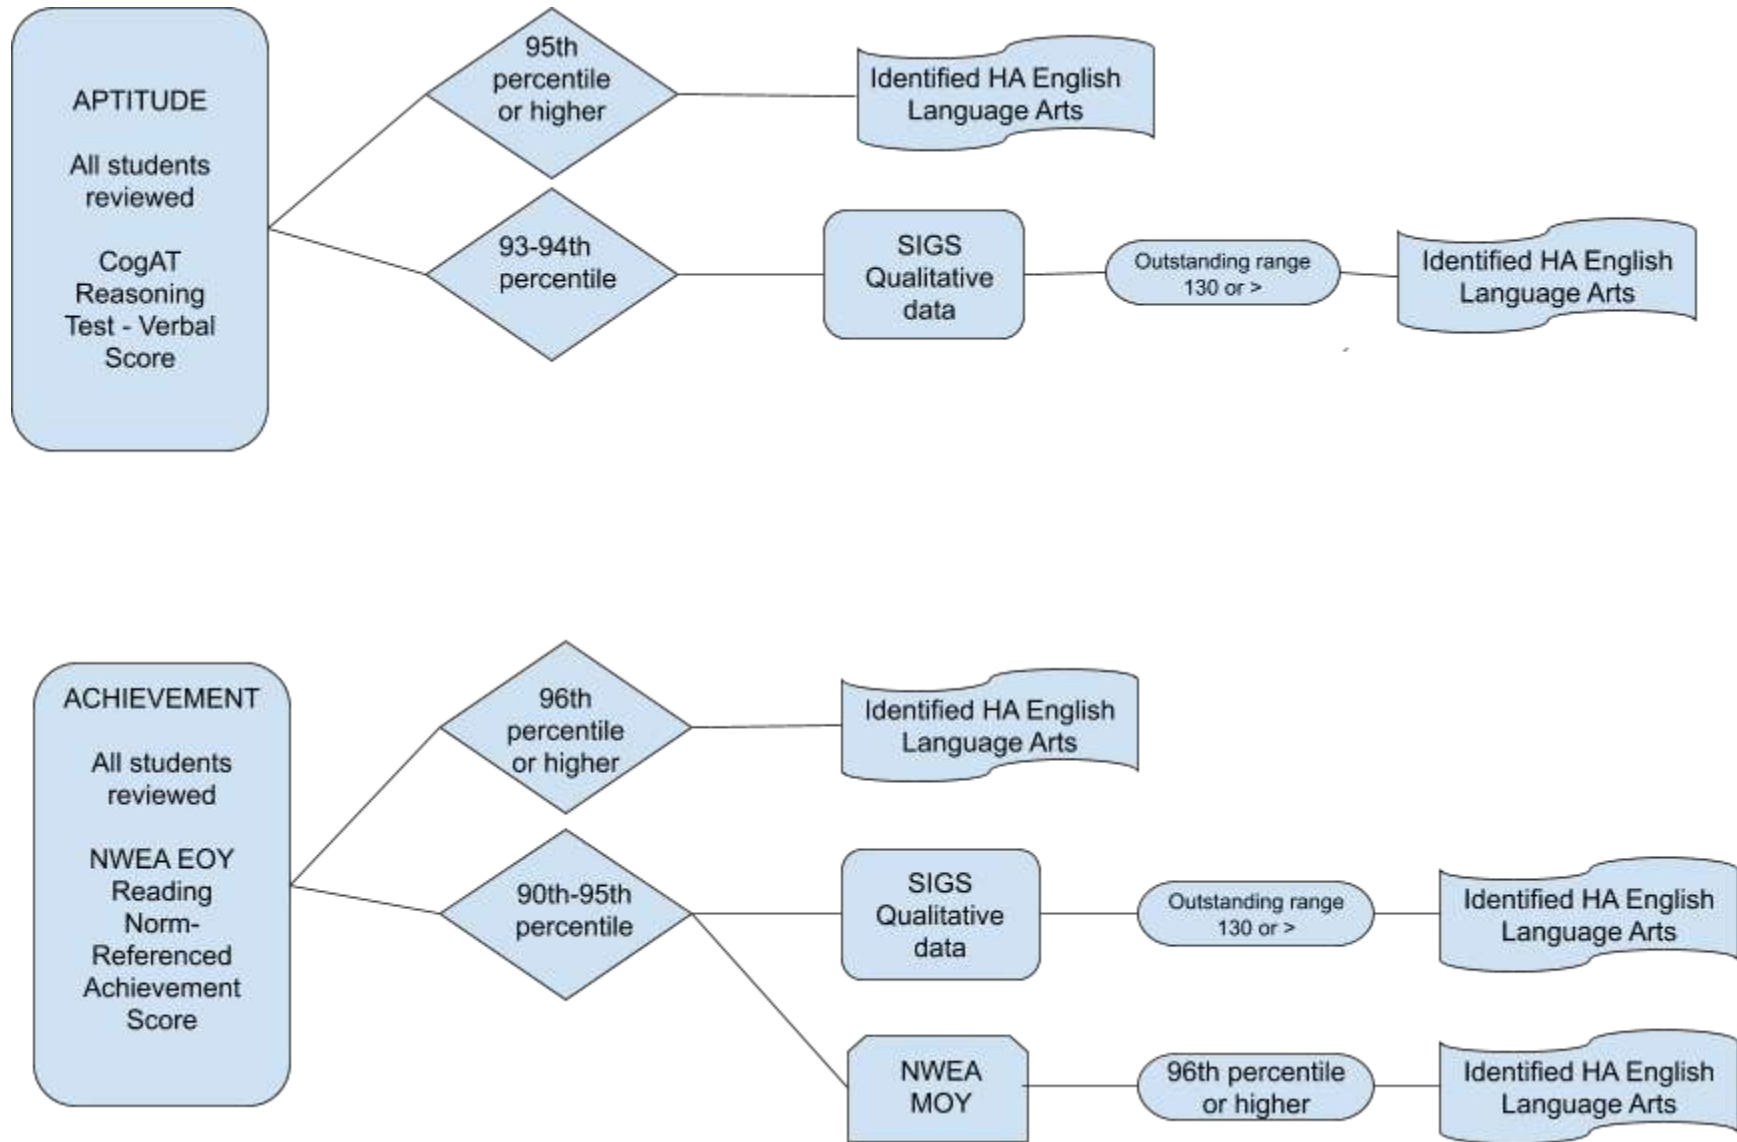 APTITUDE
All students
reviewed
CogAT
Reasoning
Test - Verbal
Score
95th
percentile
or higher
Identified HA English
Language Arts
93-94th
percentile
SIGS
Qualitative
data
Outstanding range
130 or >
Identified HA English
Language Arts
ACHIEVEMENT
All students
reviewed
NWEA EOY
Reading
Norm-
Referenced
Achievement
Score
96th
percentile
or higher
Identified HA English
Language Arts
90th-95th
percentile
SIGS
Qualitative
data
Outstanding range
130 or >
Identified HA English
Language Arts
NWEA
MOY
96th percentile
or higher
Identified HA English
Language Arts